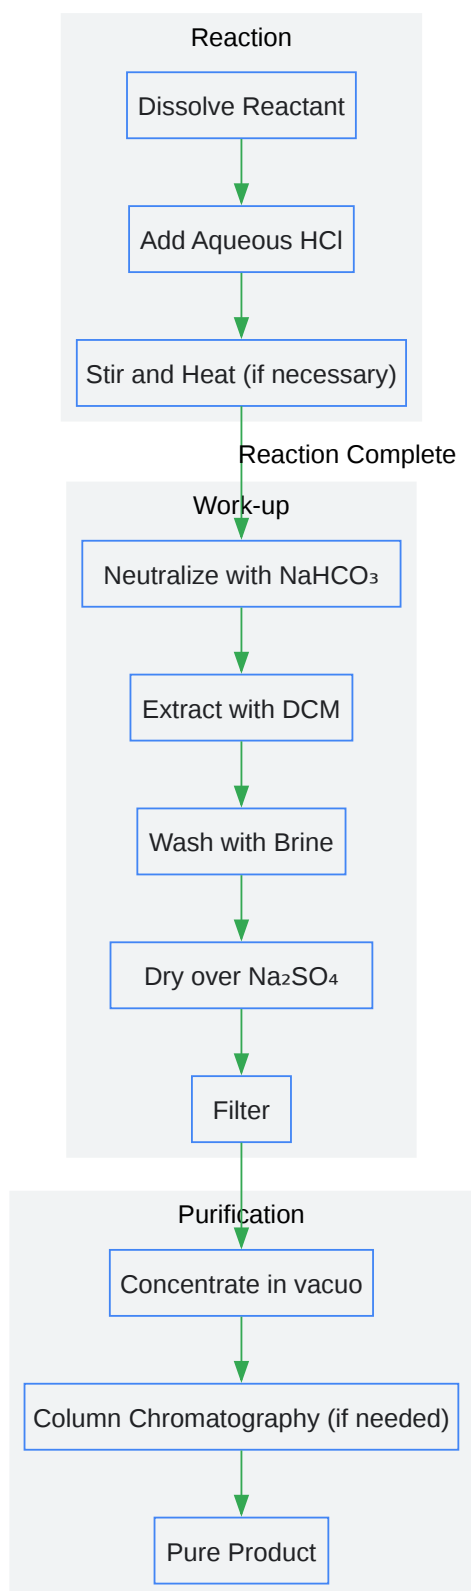 Reaction
Dissolve Reactant
Add Aqueous HCl
Stir and Heat (if necessary)
Reaction Complete
Work-up
Neutralize with NaHCO₃
Extract with DCM
Wash with Brine
Dry over Na₂SO₄
Filter
Purification
Concentrate in vacuo
Column Chromatography (if needed)
Pure Product